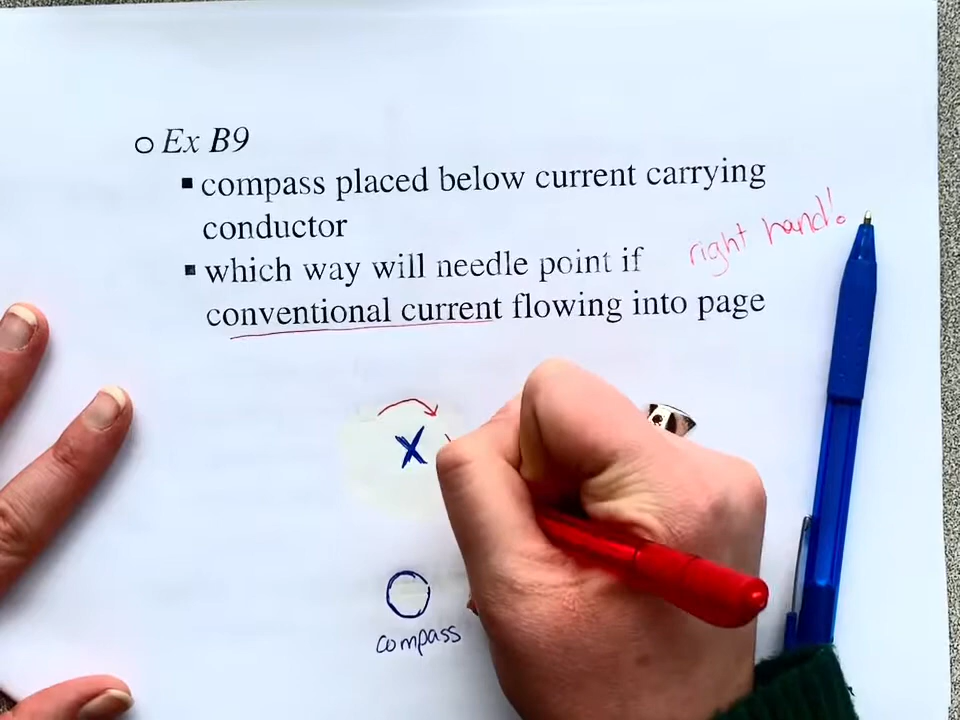 Ex B9
compass placed below current carrying
conductor
which way will needle point if
right hand!
conventional current flowing into page
X
compass